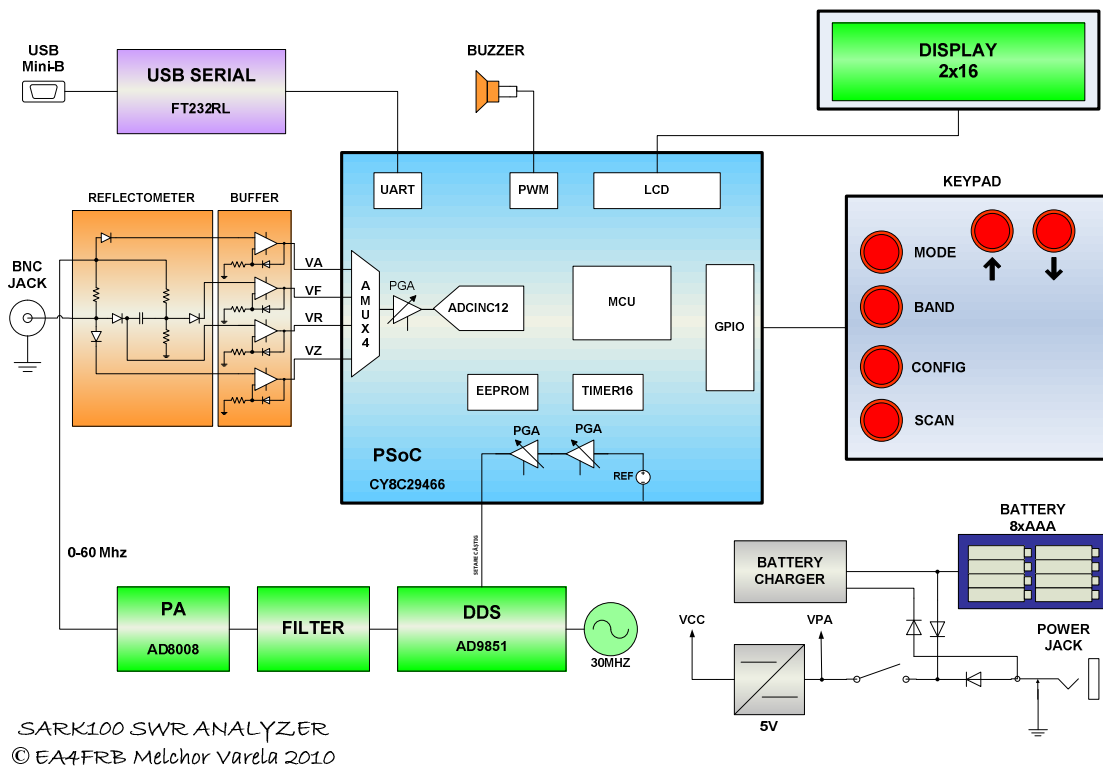 USB
Mini-B
USB SERIAL
FT232RL
BUZZER
DISPLAY
2x16
UART
PWM
LCD
KEYPAD
REFLECTOMETER
BUFFER
BNC
JACK
VA
VF
VR
VZ
AMUX4
PGA
ADCINC12
MCU
GPIO
MODE
BAND
CONFIG
SCAN
EEPROM
TIMER16
PGA
PGA
REF
PSoC
CY8C29466
SETARE CÂSTIG
0-60 Mhz
PA
AD8008
FILTER
DDS
AD9851
30MHZ
BATTERY
8xAAA
BATTERY
CHARGER
VCC
VPA
POWER
JACK
5V
SARK100 SWR ANALYZER
© EA4FRB Melchor Varela 2010